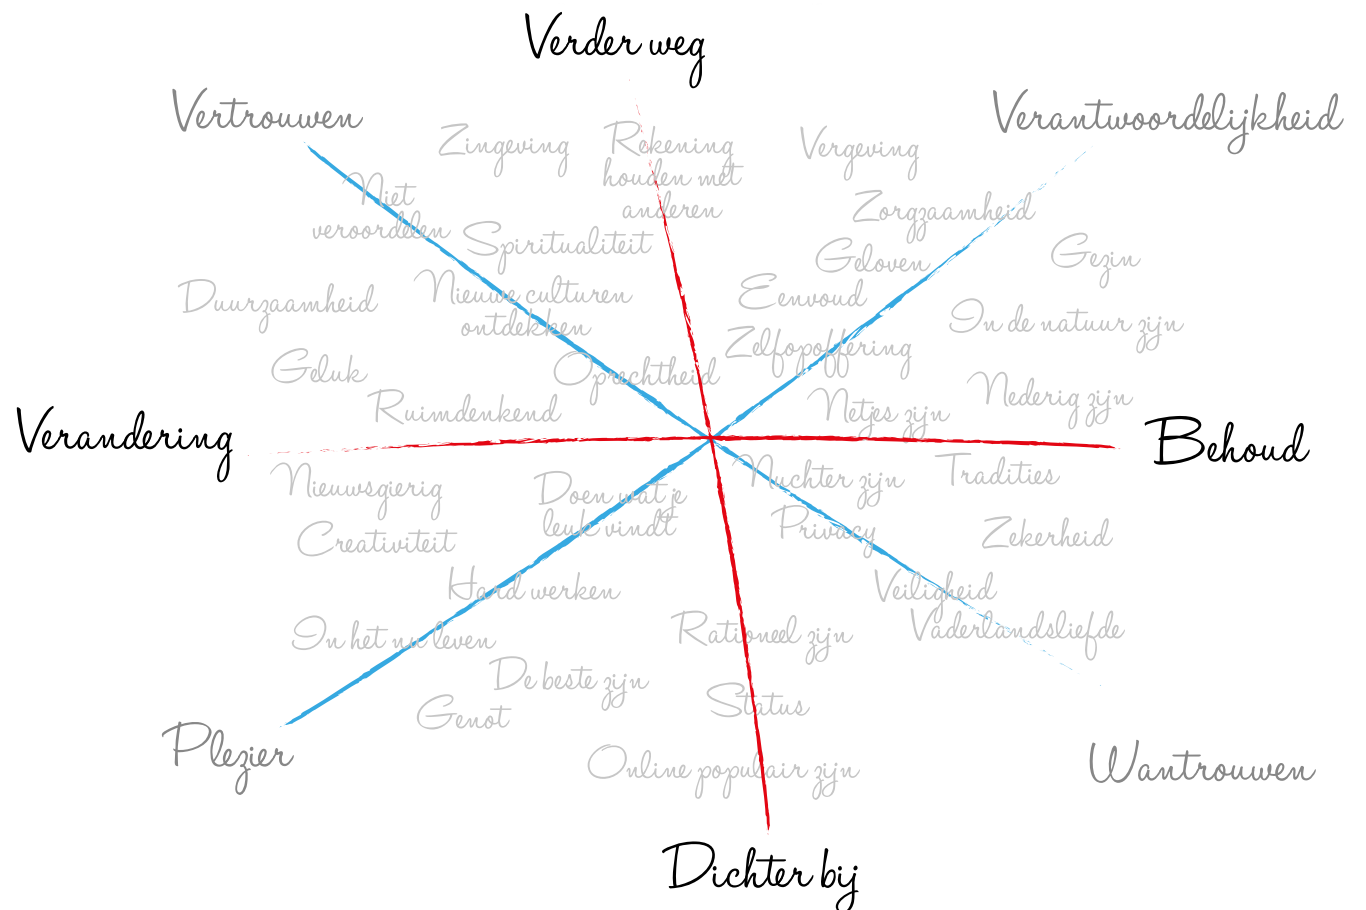 Verder weg
Vertrouwen
Verantwoordelijkheid
Zingeving
Rekening
houden met
anderen
Vergeving
Niet
veroordelen
Zorgzaamheid
Spiritualiteit
Geloven
Gezin
Duurzaamheid
Nieuwe culturen
ontdekken
Eenvoud
In de natuur zijn
Zelfopoffering
Geluk
Oprechtheid
Ruimdenkend
Netjes zijn
Nederig zijn
Verandering
Behoud
Nieuwsgierig
Doen wat je
leuk vindt
Nuchter zijn
Tradities
Creativiteit
Privacy
Zekerheid
Hard werken
Veiligheid
In het nu leven
Rationeel zijn
Vaderlandsliefde
De beste zijn
Genot
Status
Plezier
Online populair zijn
Wantrouwen
Dichter bij